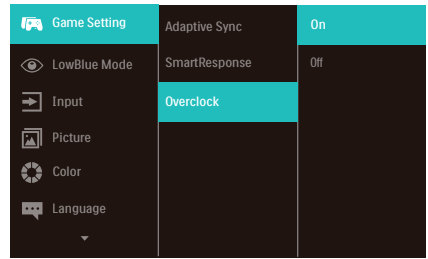 Game Setting
LowBlue Mode
Input
Picture
Color
Language
Adaptive Sync
SmartResponse
Overclock
On
Off